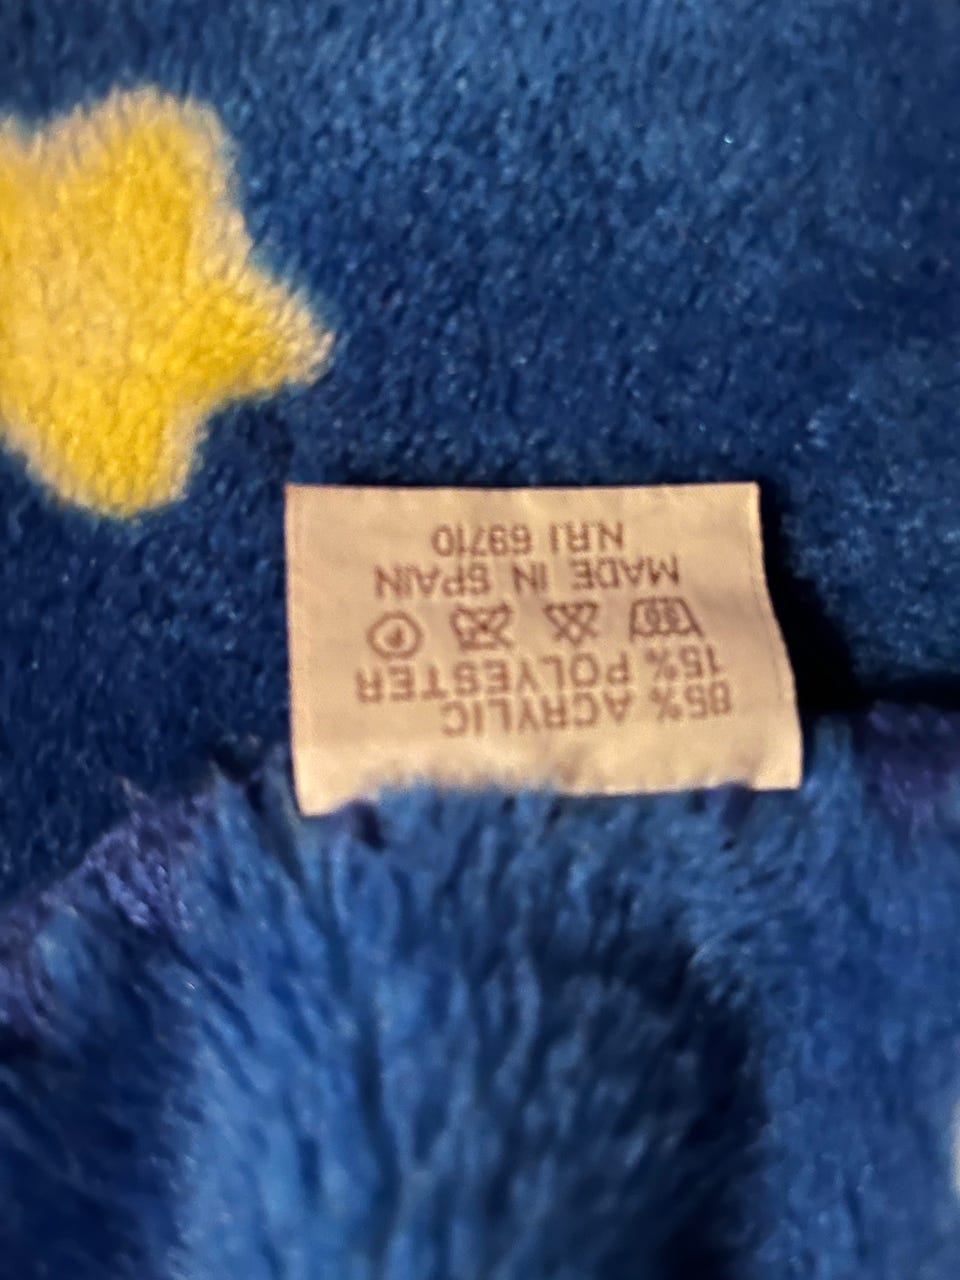 85% ACRYLIC
15% POLYESTER
P
MADE IN SPAIN
N.R.I 69710